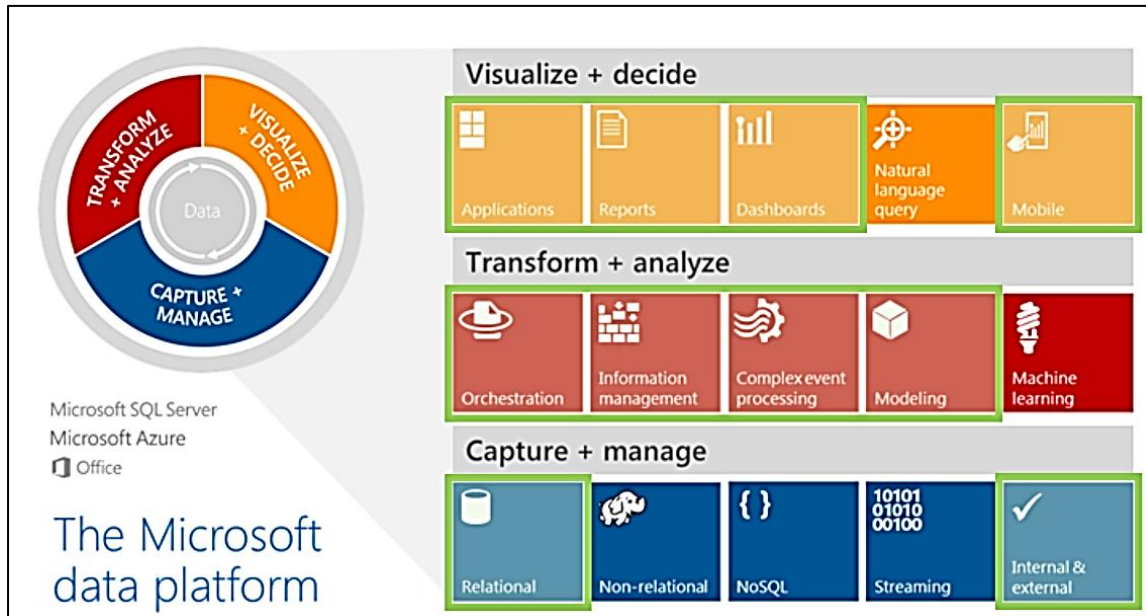 TRANSFORM
+ ANALYZE
VISUALIZE
+ DECIDE
Data
CAPTURE +
MANAGE
Microsoft SQL Server
Microsoft Azure
Office
The Microsoft
data platform
Visualize + decide
Applications
Reports
Dashboards
Natural
language
query
Mobile
Transform + analyze
Orchestration
Information
management
Complex event
processing
Modeling
Machine
learning
Capture + manage
Relational
Non-relational
{ }
NoSQL
10101
01010
00100
Streaming
Internal &
external